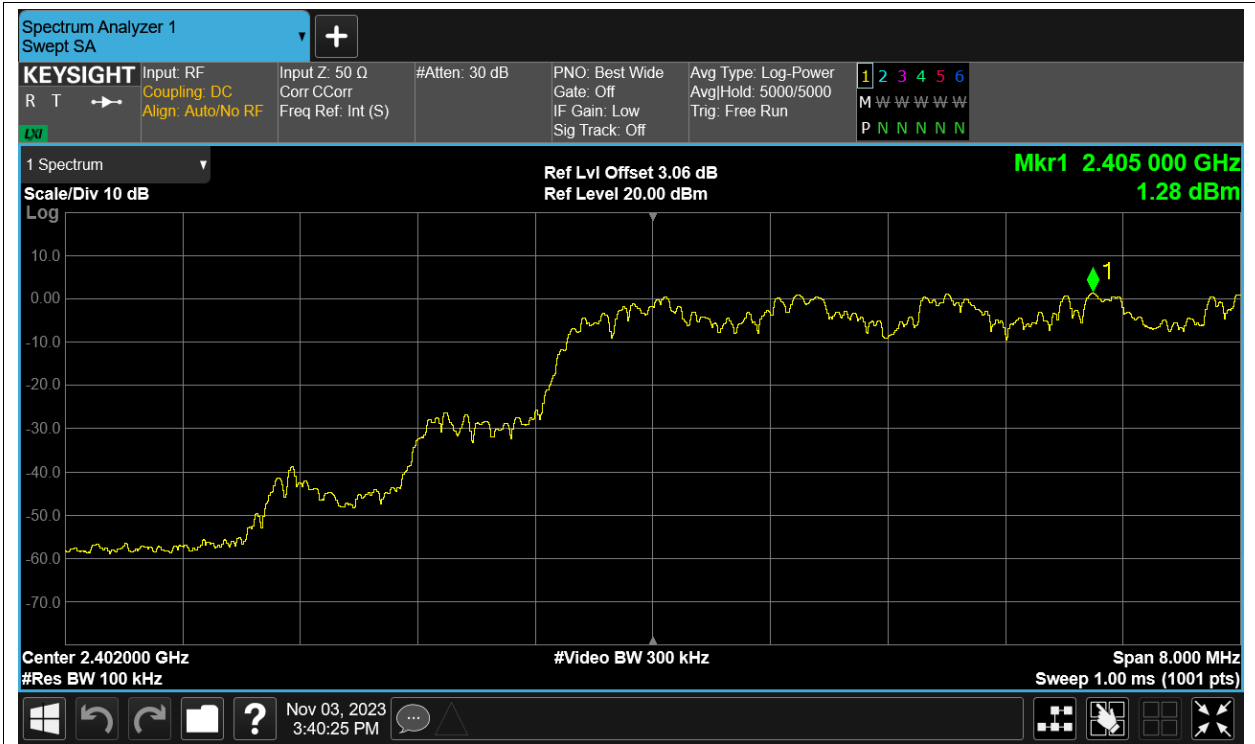 Spectrum Analyzer 1
Swept SA
KEYSIGHT
R T
LXI
Input: RF
Coupling: DC
Align: Auto/No RF
Input Z: 50 Ω
Corr CCorr
Freq Ref: Int (S)
#Atten: 30 dB
PNO: Best Wide
Gate: Off
IF Gain: Low
Sig Track: Off
Avg Type: Log-Power
Avg|Hold: 5000/5000
Trig: Free Run
1 2 3 4 5 6
M W W W W W
P N N N N N
1 Spectrum
Scale/Div 10 dB
Log
Ref Lvl Offset 3.06 dB
Ref Level 20.00 dBm
Mkr1 2.405 000 GHz
1.28 dBm
10.0
0.00
-10.0
-20.0
-30.0
-40.0
-50.0
-60.0
-70.0
1
Center 2.402000 GHz
#Res BW 100 kHz
#Video BW 300 kHz
Span 8.000 MHz
Sweep 1.00 ms (1001 pts)
?
Nov 03, 2023
3:40:25 PM